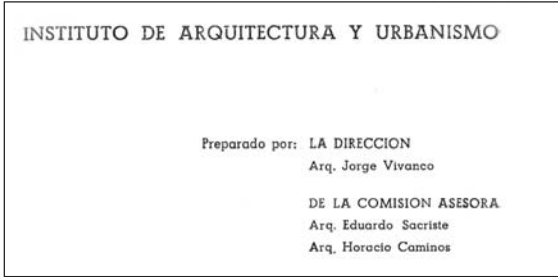 INSTITUTO DE ARQUITECTURA Y URBANISMO
Preparado por: LA DIRECCION
Arq. Jorge Vivanco
DE LA COMISION ASESORA
Arq. Eduardo Sacriste
Arq. Horacio Caminos